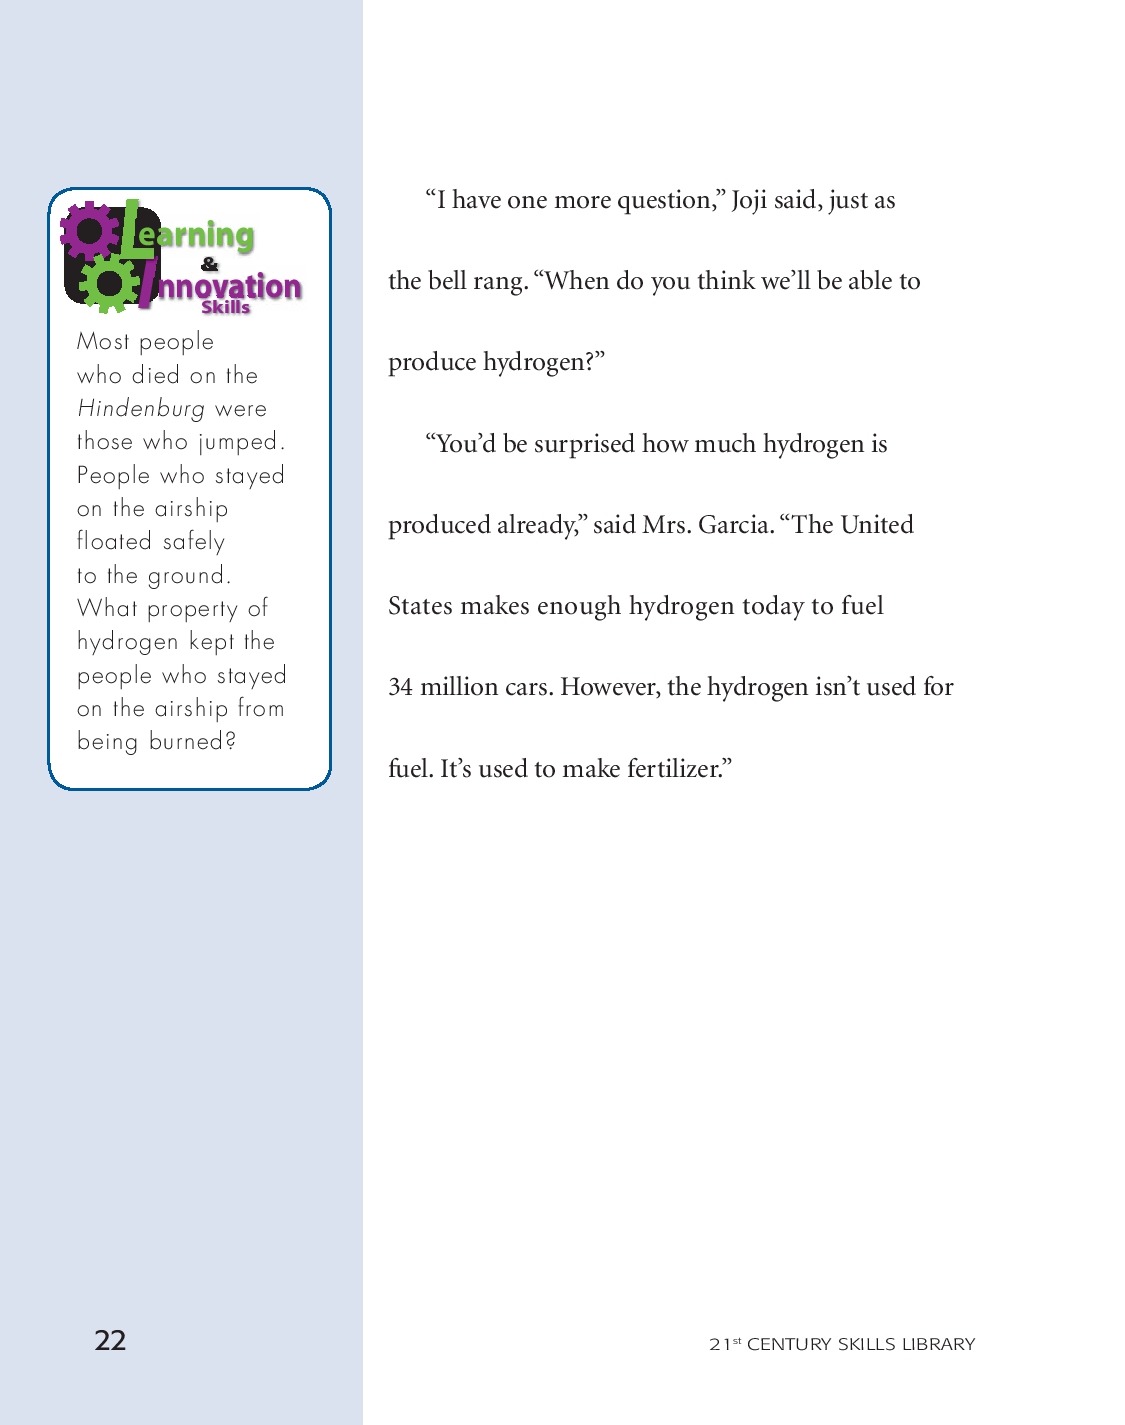 Learning
&
Innovation
Skills
Most people
who died on the
Hindenburg were
those who jumped.
People who stayed
on the airship
floated safely
to the ground.
What property of
hydrogen kept the
people who stayed
on the airship from
being burned?
“I have one more question,” Joji said, just as
the bell rang. “When do you think we’ll be able to
produce hydrogen?”
“You’d be surprised how much hydrogen is
produced already,” said Mrs. Garcia. “The United
States makes enough hydrogen today to fuel
34 million cars. However, the hydrogen isn’t used for
fuel. It’s used to make fertilizer.”
22
21st CENTURY SKILLS LIBRARY